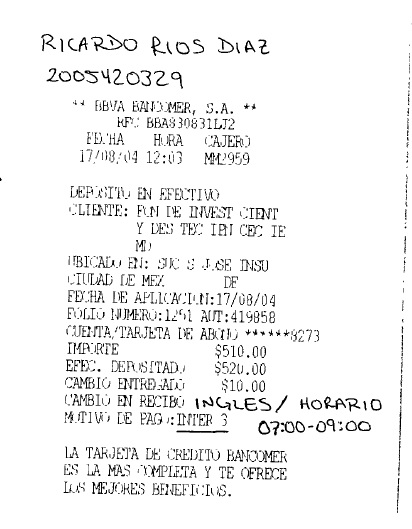 RICARDO RIOS DIAZ
2005420329
** BBVA BANCOMER, S.A. **
RFC BBA830831LJ2
FECHA HORA CAJERO
17/08/04 12:03 MM2959
DEPOSITO EN EFECTIVO
CLIENTE: FON DE INVEST CIENT
Y DES TEC IPN CEC IE
MD
UBICADO EN: SUC S JOSE INSU
CIUDAD DE MEX DF
FECHA DE APLICACION:17/08/04
FOLIO NUMERO:1251 AUT:419858
CUENTA/TARJETA DE ABONO ******8273
IMPORTE $510.00
EFEC. DEPOSITADO $520.00
CAMBIO ENTREGADO $10.00
CAMBIO EN RECIBO INGLES/ HORARIO
MOTIVO DE PAGO:INTER 3 07:00-09:00
LA TARJETA DE CREDITO BANCOMER
ES LA MAS COMPLETA Y TE OFRECE
LOS MEJORES BENEFICIOS.